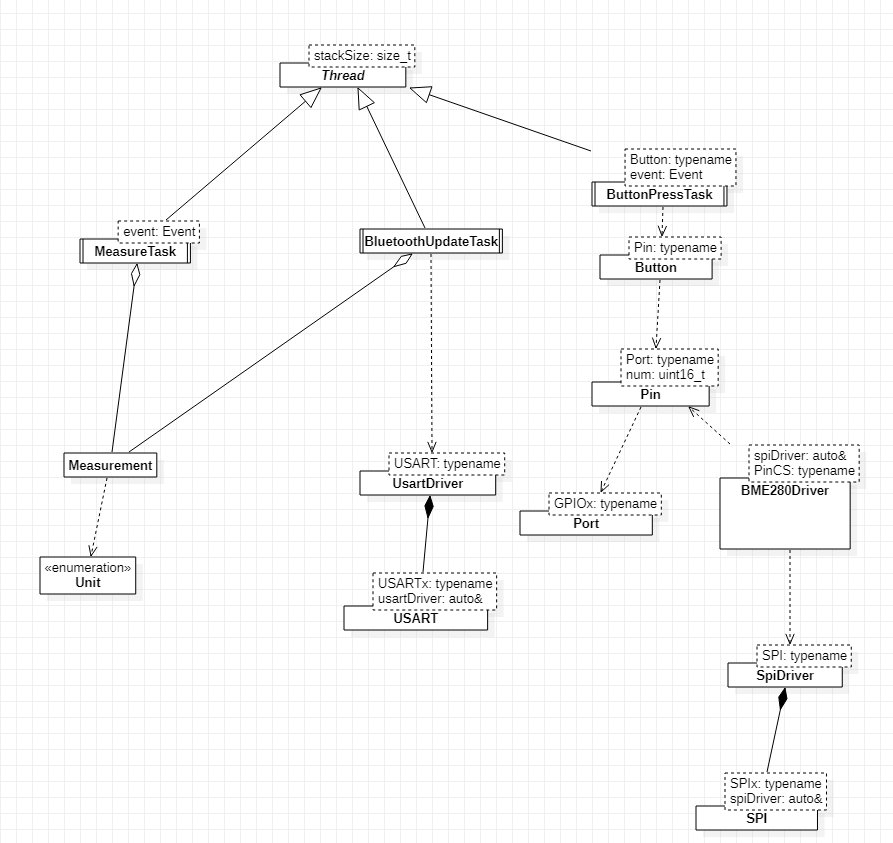 stackSize: size_t
Thread
Button: typename
event: Event
ButtonPressTask
event: Event
MeasureTask
BluetoothUpdateTask
Pin: typename
Button
Port: typename
num: uint16_t
Pin
Measurement
USART: typename
UsartDriver
spiDriver: auto&
PinCS: typename
BME280Driver
GPIOx: typename
Port
«enumeration»
Unit
USARTx: typename
usartDriver: auto&
USART
SPI: typename
SpiDriver
SPIx: typename
spiDriver: auto&
SPI